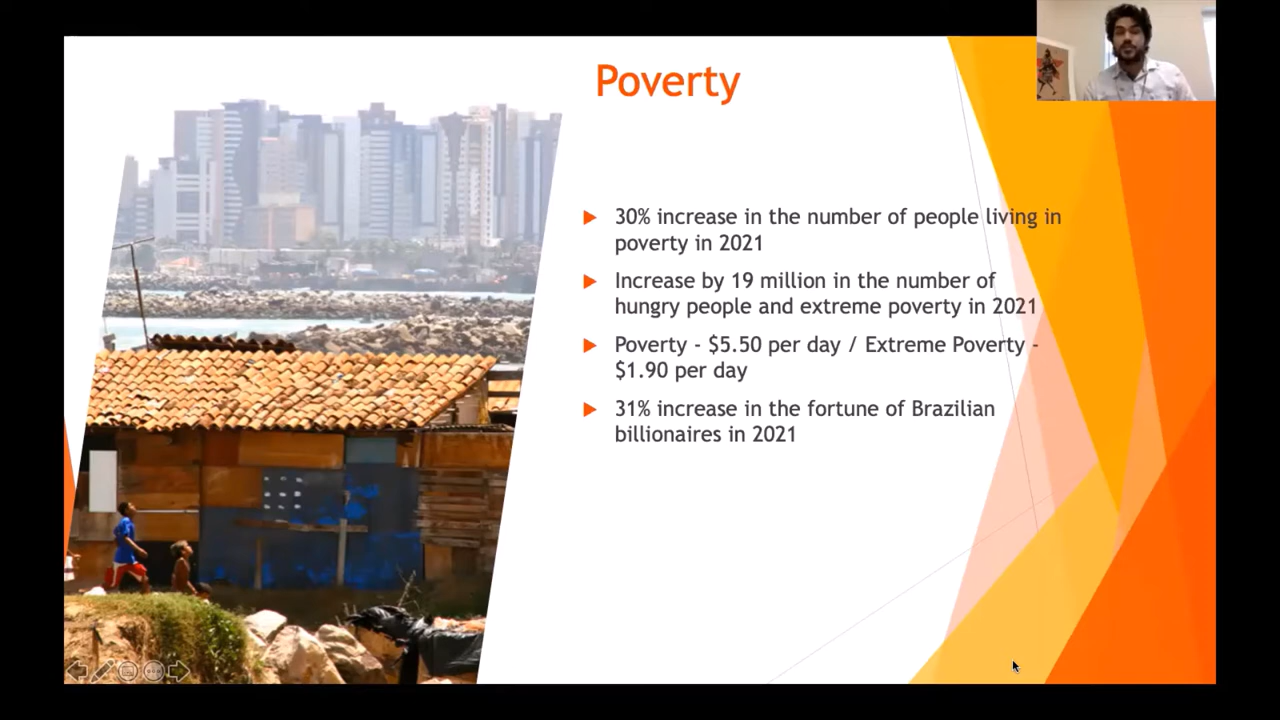 Poverty
30% increase in the number of people living in
poverty in 2021
Increase by 19 million in the number of
hungry people and extreme poverty in 2021
Poverty - $5.50 per day / Extreme Poverty -
$1.90 per day
31% increase in the fortune of Brazilian
billionaires in 2021